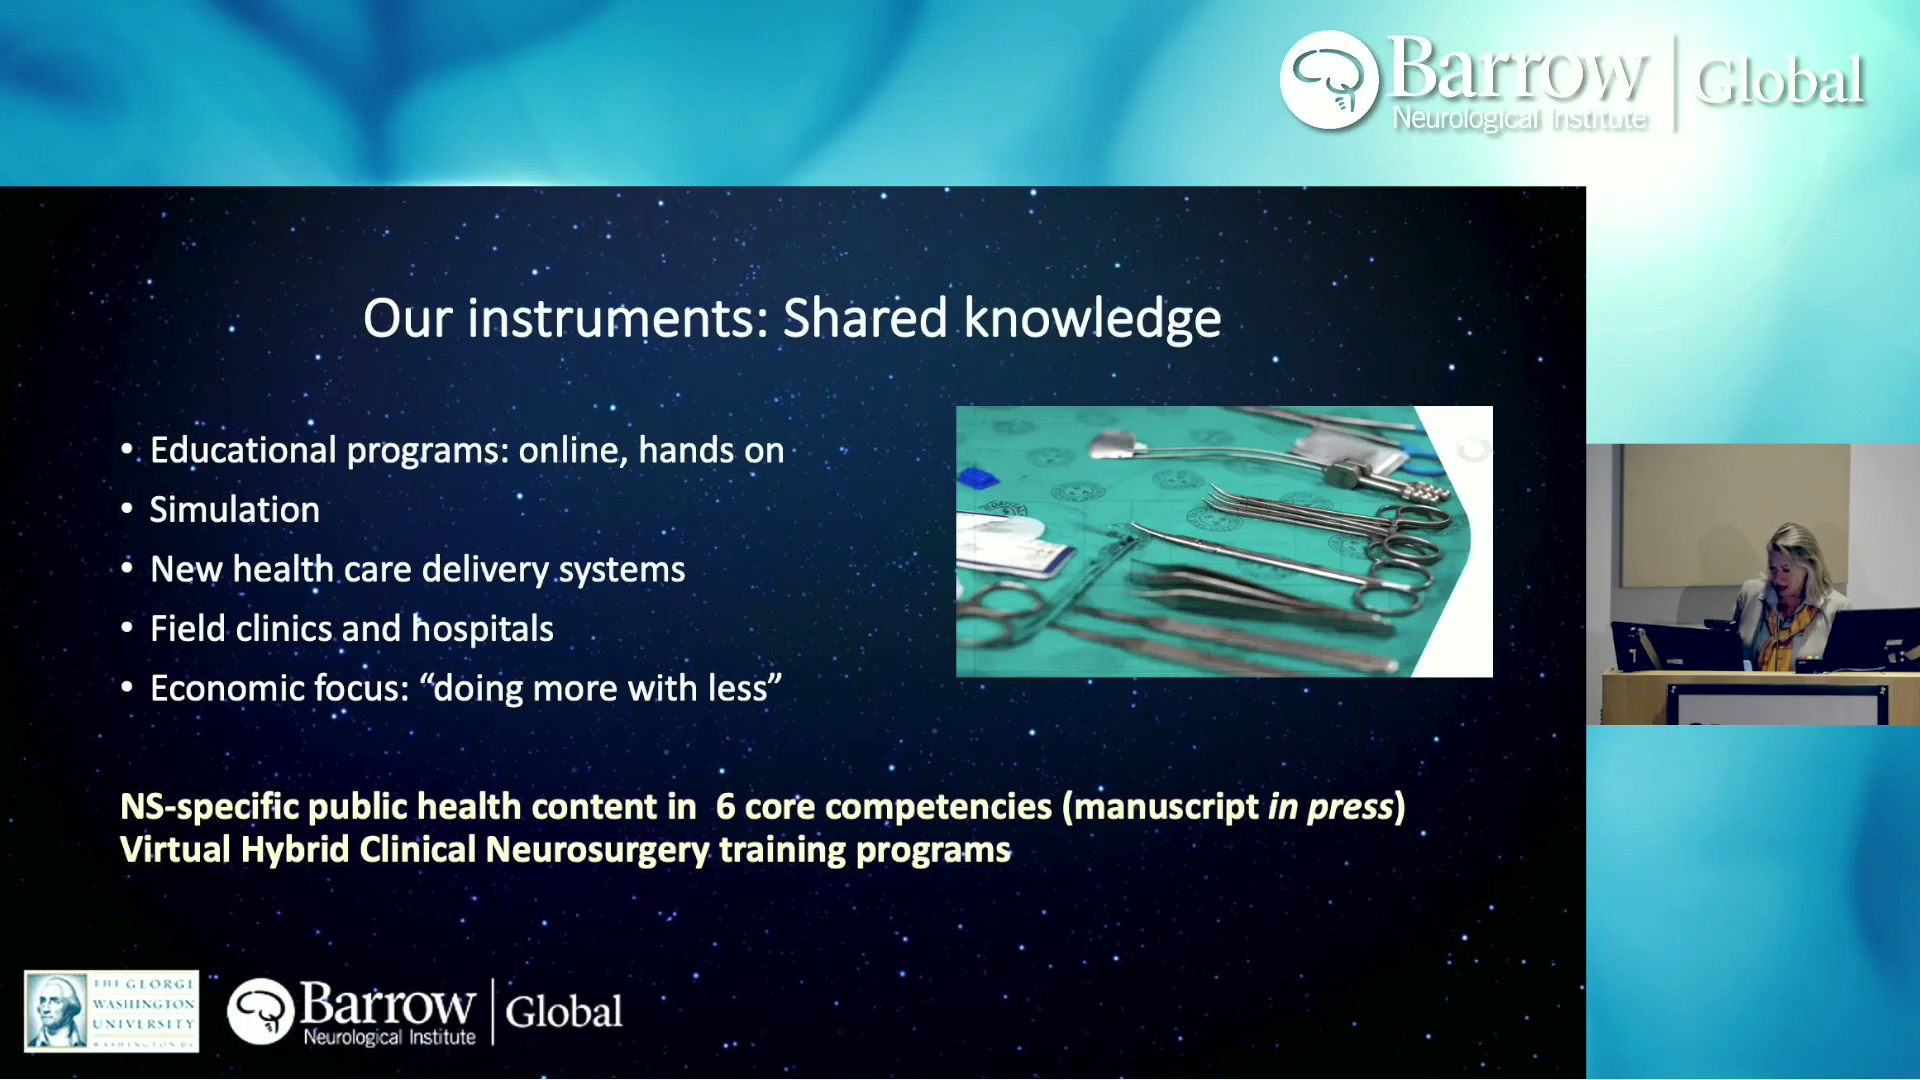 Barrow
Neurological Institute
Global
Our instruments: Shared knowledge
• Educational programs: online, hands on
• Simulation
• New health care delivery systems
• Field clinics and hospitals
• Economic focus: “doing more with less”
NS-specific public health content in  6 core competencies (manuscript in press)
Virtual Hybrid Clinical Neurosurgery training programs
THE GEORGE
WASHINGTON
UNIVERSITY
WASHINGTON DC
Barrow
Neurological Institute
Global